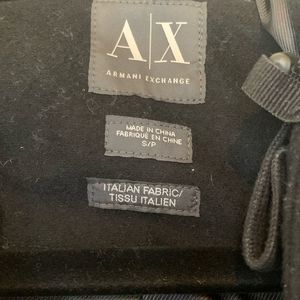 A|X
ARMANI EXCHANGE
MADE IN CHINA
FABRIQUÉ EN CHINE
S/P
ITALIAN FABRIC/
TISSU ITALIEN